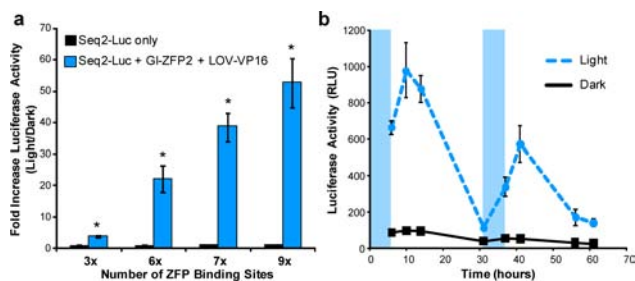 a
Fold Increase Luciferase Activity
(Light/Dark)
70
60
50
40
30
20
10
0
Seq2-Luc only
Seq2-Luc + GI-ZFP2 + LOV-VP16
*
*
*
*
3x
6x
7x
9x
Number of ZFP Binding Sites
b
Luciferase Activity (RLU)
1200
1000
800
600
400
200
0
Light
Dark
0
10
20
30
40
50
60
70
Time (hours)